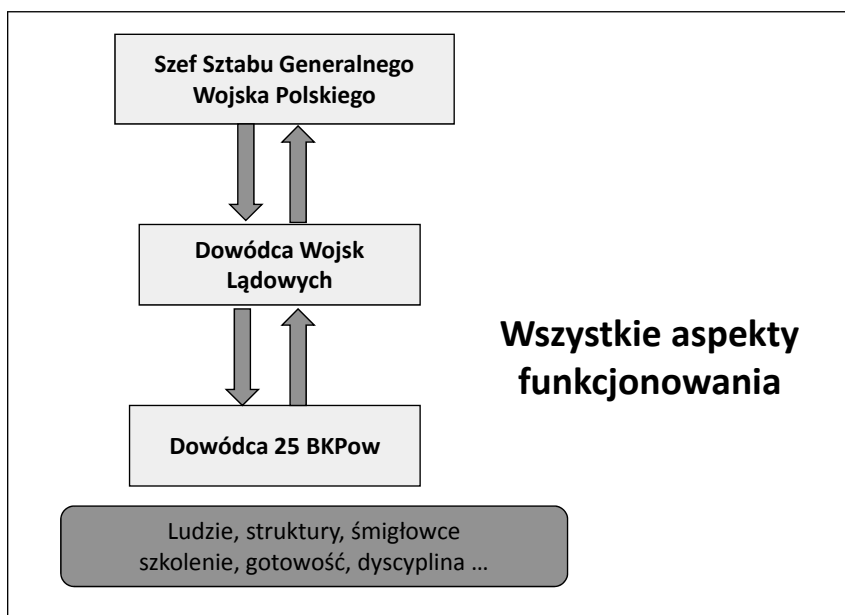 Szef Sztabu Generalnego
Wojska Polskiego
Dowódca Wojsk
Lądowych
Wszystkie aspekty
funkcjonowania
Dowódca 25 BKPow
Ludzie, struktury, śmigłowce
szkolenie, gotowość, dyscyplina ...